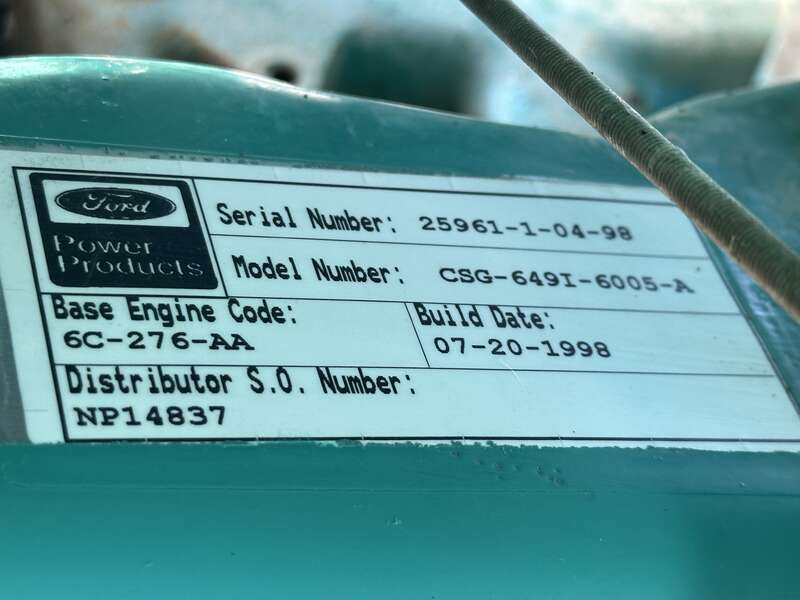 Ford
Power
Products
Serial Number: 25961-1-04-98
Model Number: CSG-649I-6005-A
Base Engine Code:
6C-276-AA
Build Date:
07-20-1998
Distributor S.O. Number:
NP14837